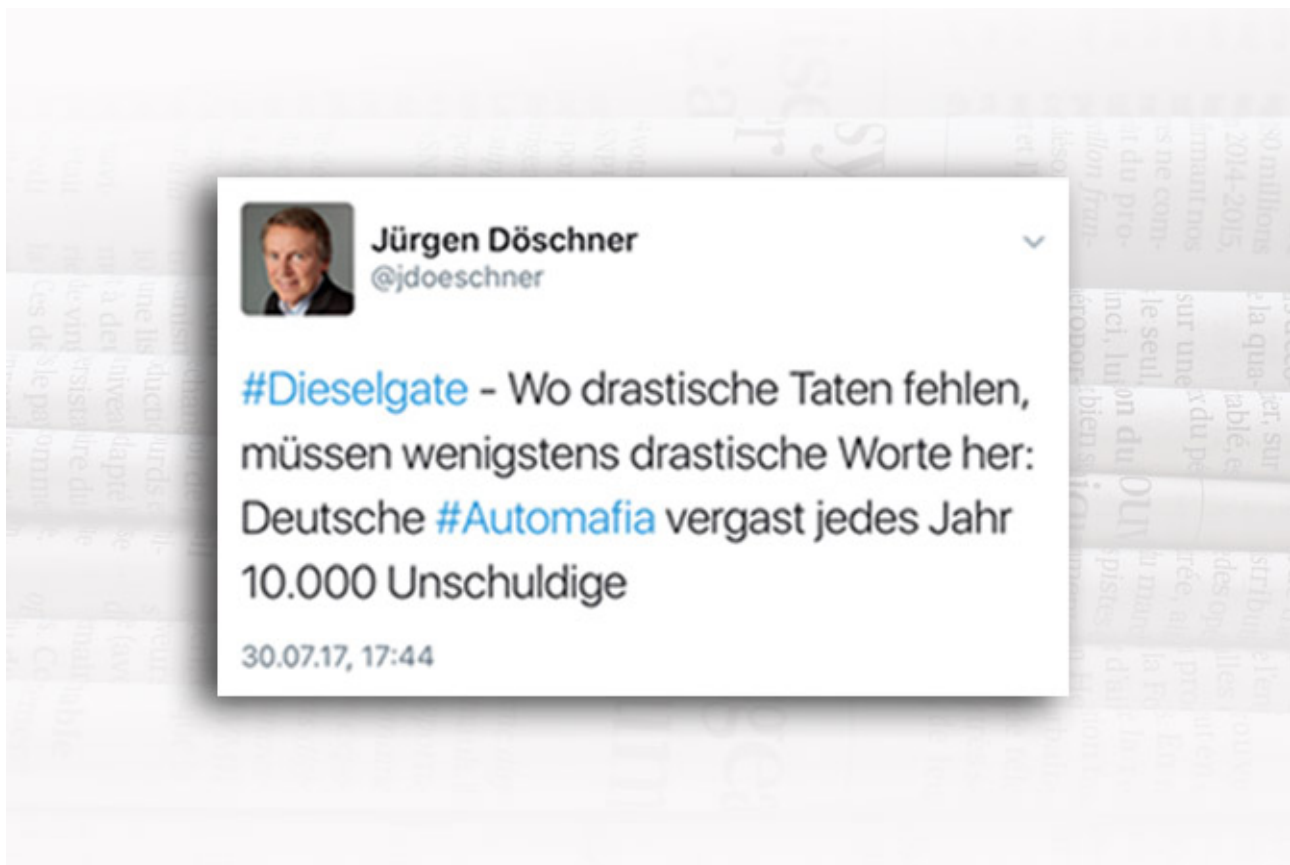 Jürgen Döschner
@jdoeschner
#Dieselgate - Wo drastische Taten fehlen,
müssen wenigstens drastische Worte her:
Deutsche #Automafia vergast jedes Jahr
10.000 Unschuldige
30.07.17, 17:44